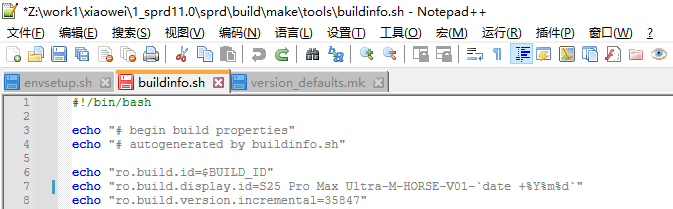 *Z:\work1\xiaowei\1_sprd11.0\sprd\build\make\tools\buildinfo.sh - Notepad++
文件(F) 编辑(E) 搜索(S) 视图(V) 编码(N) 语言(L) 设置(T) 工具(O) 宏(M) 运行(R) 插件(P) 窗口(W) ?
envsetup.sh buildinfo.sh version_defaults.mk
1 #!/bin/bash
2
3 echo "# begin build properties"
4 echo "# autogenerated by buildinfo.sh"
5
6 echo "ro.build.id=$BUILD_ID"
7 echo "ro.build.display.id=S25 Pro Max Ultra-M-HORSE-V01-`date +%Y%m%d`"
8 echo "ro.build.version.incremental=35847"